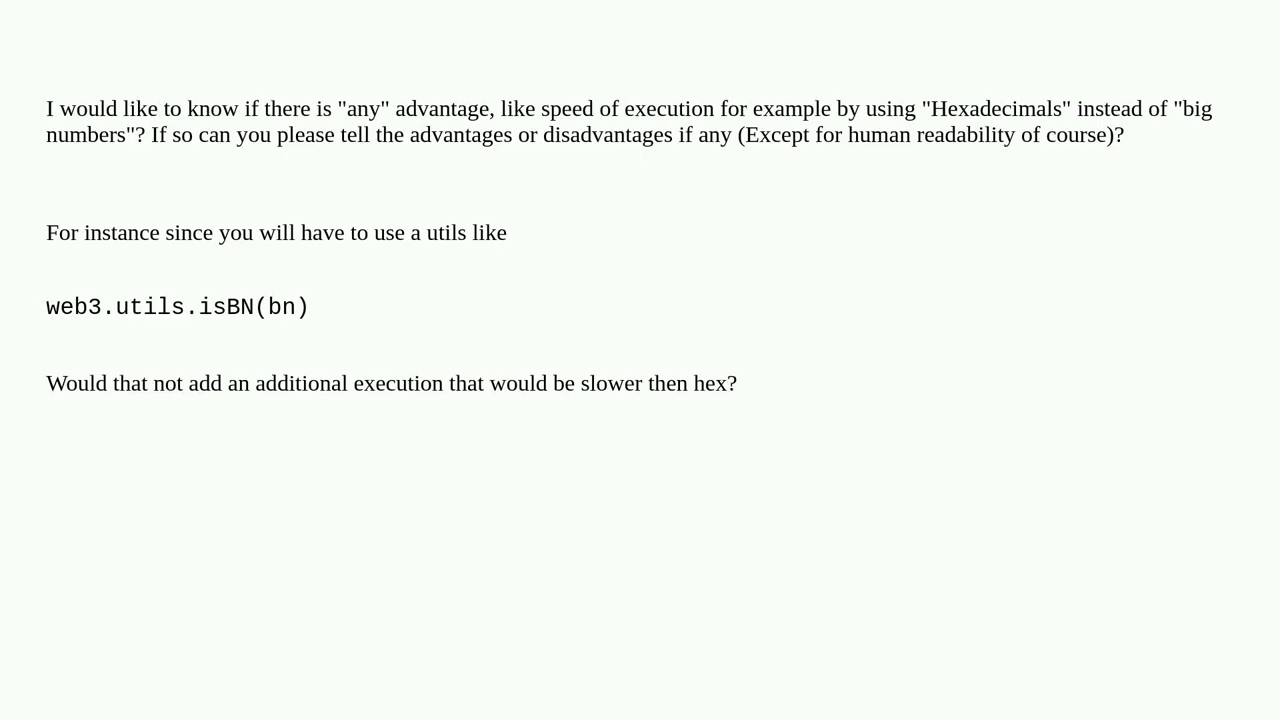 I would like to know if there is "any" advantage, like speed of execution for example by using "Hexadecimals" instead of "big
numbers"? If so can you please tell the advantages or disadvantages if any (Except for human readability of course)?
For instance since you will have to use a utils like
web3.utils.isBN(bn)
Would that not add an additional execution that would be slower then hex?